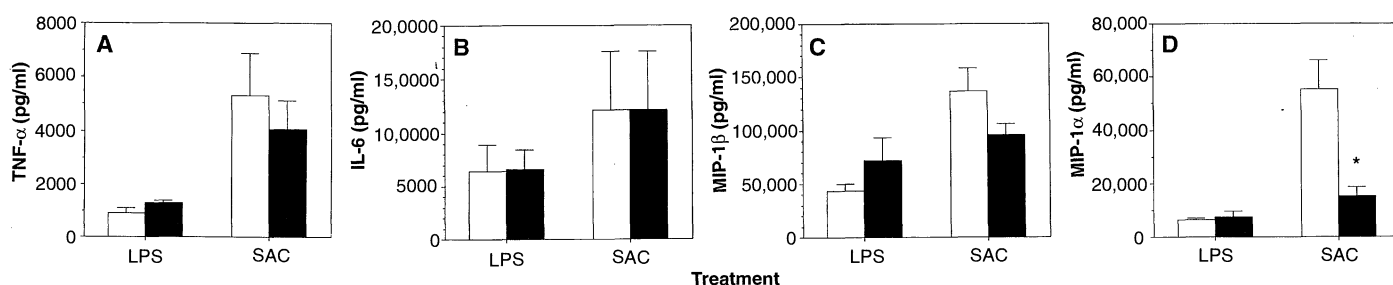 A
TNF-α (pg/ml)
8000
6000
4000
2000
0
LPS SAC
B
IL-6 (pg/ml)
20,000
15,0000
10,0000
5000
0
LPS SAC
C
MIP-1β (pg/ml)
200,000
150,000
100,000
50,000
0
LPS SAC
D
MIP-1α (pg/ml)
80,000
60,000
40,000
20,000
0
*
LPS SAC
Treatment